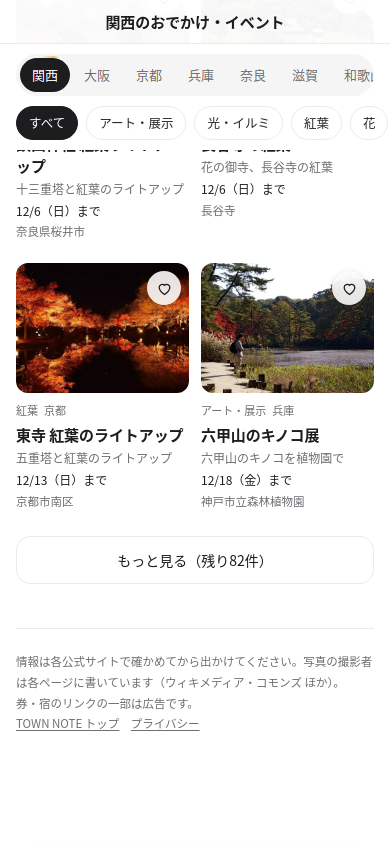 関西のおでかけ・イベント
関西 大阪 京都 兵庫 奈良 滋賀
すべて アート・展示 光・イルミ 紅葉 花
ップ
十三重塔と紅葉のライトアップ
12/6（日）まで
奈良県桜井市
花の御寺、長谷寺の紅葉
12/6（日）まで
長谷寺
紅葉 京都
東寺 紅葉のライトアップ
五重塔と紅葉のライトアップ
12/13（日）まで
京都市南区
アート・展示 兵庫
六甲山のキノコ展
六甲山のキノコを植物園で
12/18（金）まで
神戸市立森林植物園
もっと見る（残り82件）
情報は各公式サイトで確かめてから出かけてください。写真の撮影者
は各ページに書いています（ウィキメディア・コモンズ ほか）。
券・宿のリンクの一部は広告です。
TOWN NOTE トップ プライバシー